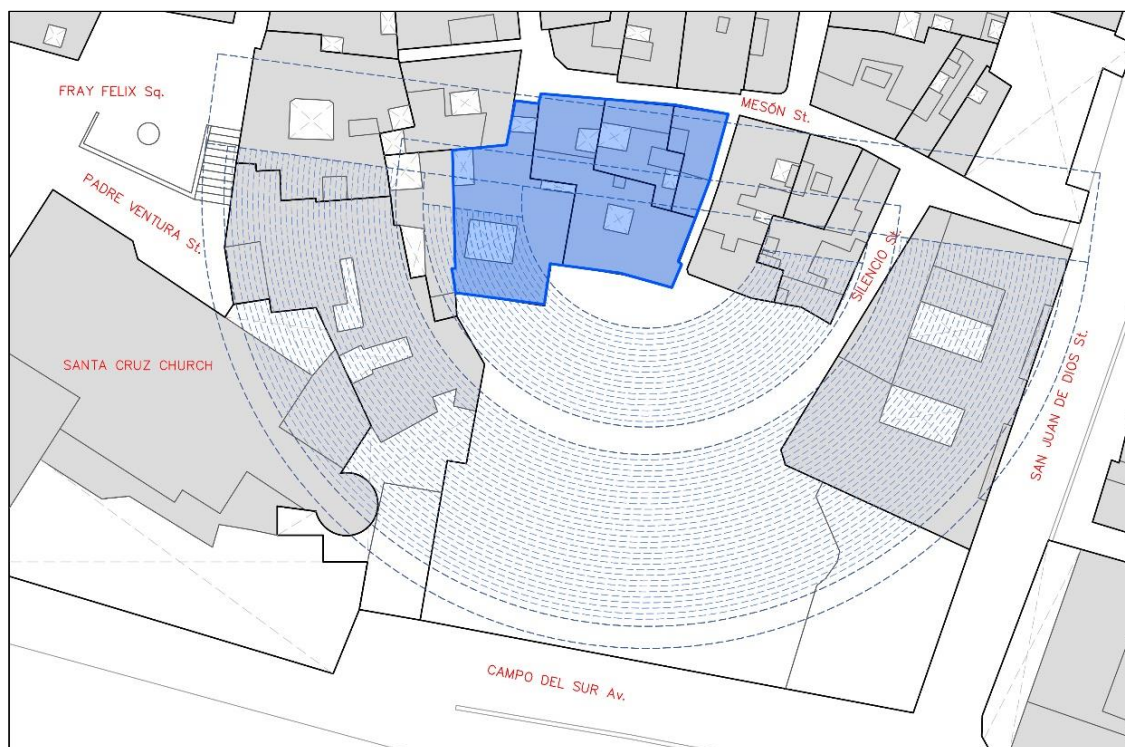 FRAY FELIX Sq.
MESÓN St.
PADRE VENTURA St.
SILENCIO St.
SANTA CRUZ CHURCH
SAN JUAN DE DIOS St.
CAMPO DEL SUR Av.